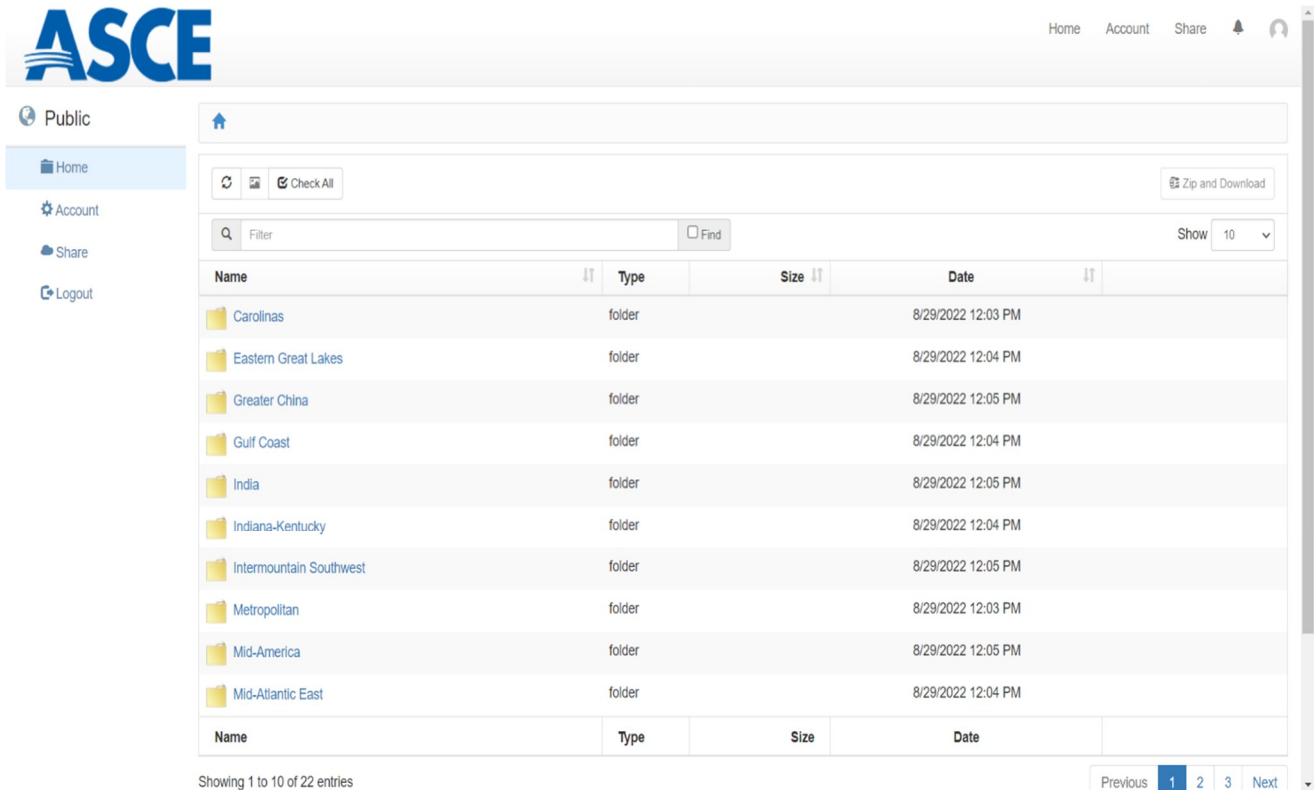 ASCE
Home Account Share
Public
Home
Account
Share
Logout
Check All
Zip and Download
Filter
Find
Show 10
Name Type Size Date
Carolinas folder 8/29/2022 12:03 PM
Eastern Great Lakes folder 8/29/2022 12:04 PM
Greater China folder 8/29/2022 12:05 PM
Gulf Coast folder 8/29/2022 12:04 PM
India folder 8/29/2022 12:05 PM
Indiana-Kentucky folder 8/29/2022 12:04 PM
Intermountain Southwest folder 8/29/2022 12:05 PM
Metropolitan folder 8/29/2022 12:03 PM
Mid-America folder 8/29/2022 12:05 PM
Mid-Atlantic East folder 8/29/2022 12:04 PM
Name Type Size Date
Showing 1 to 10 of 22 entries
Previous 1 2 3 Next